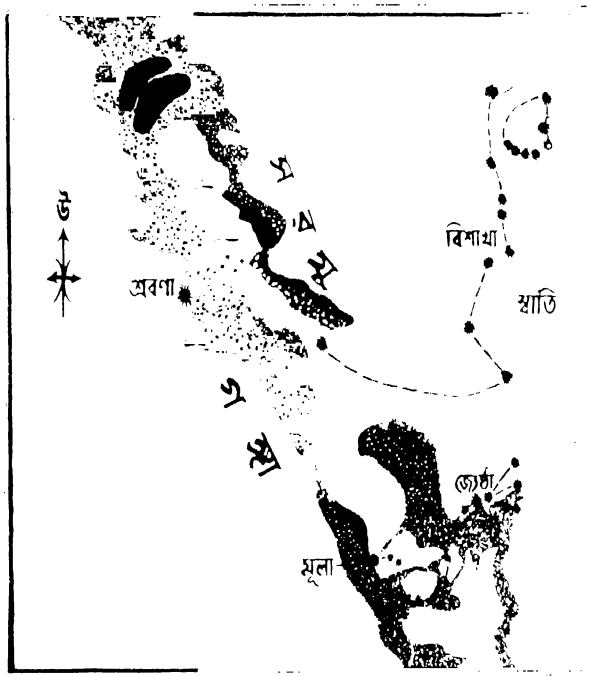 উ
স
র
যু
বিশাখা
শ্রবণা
স্বাতি
গ
ঙ্গা
জ্যেষ্ঠা
মূলা